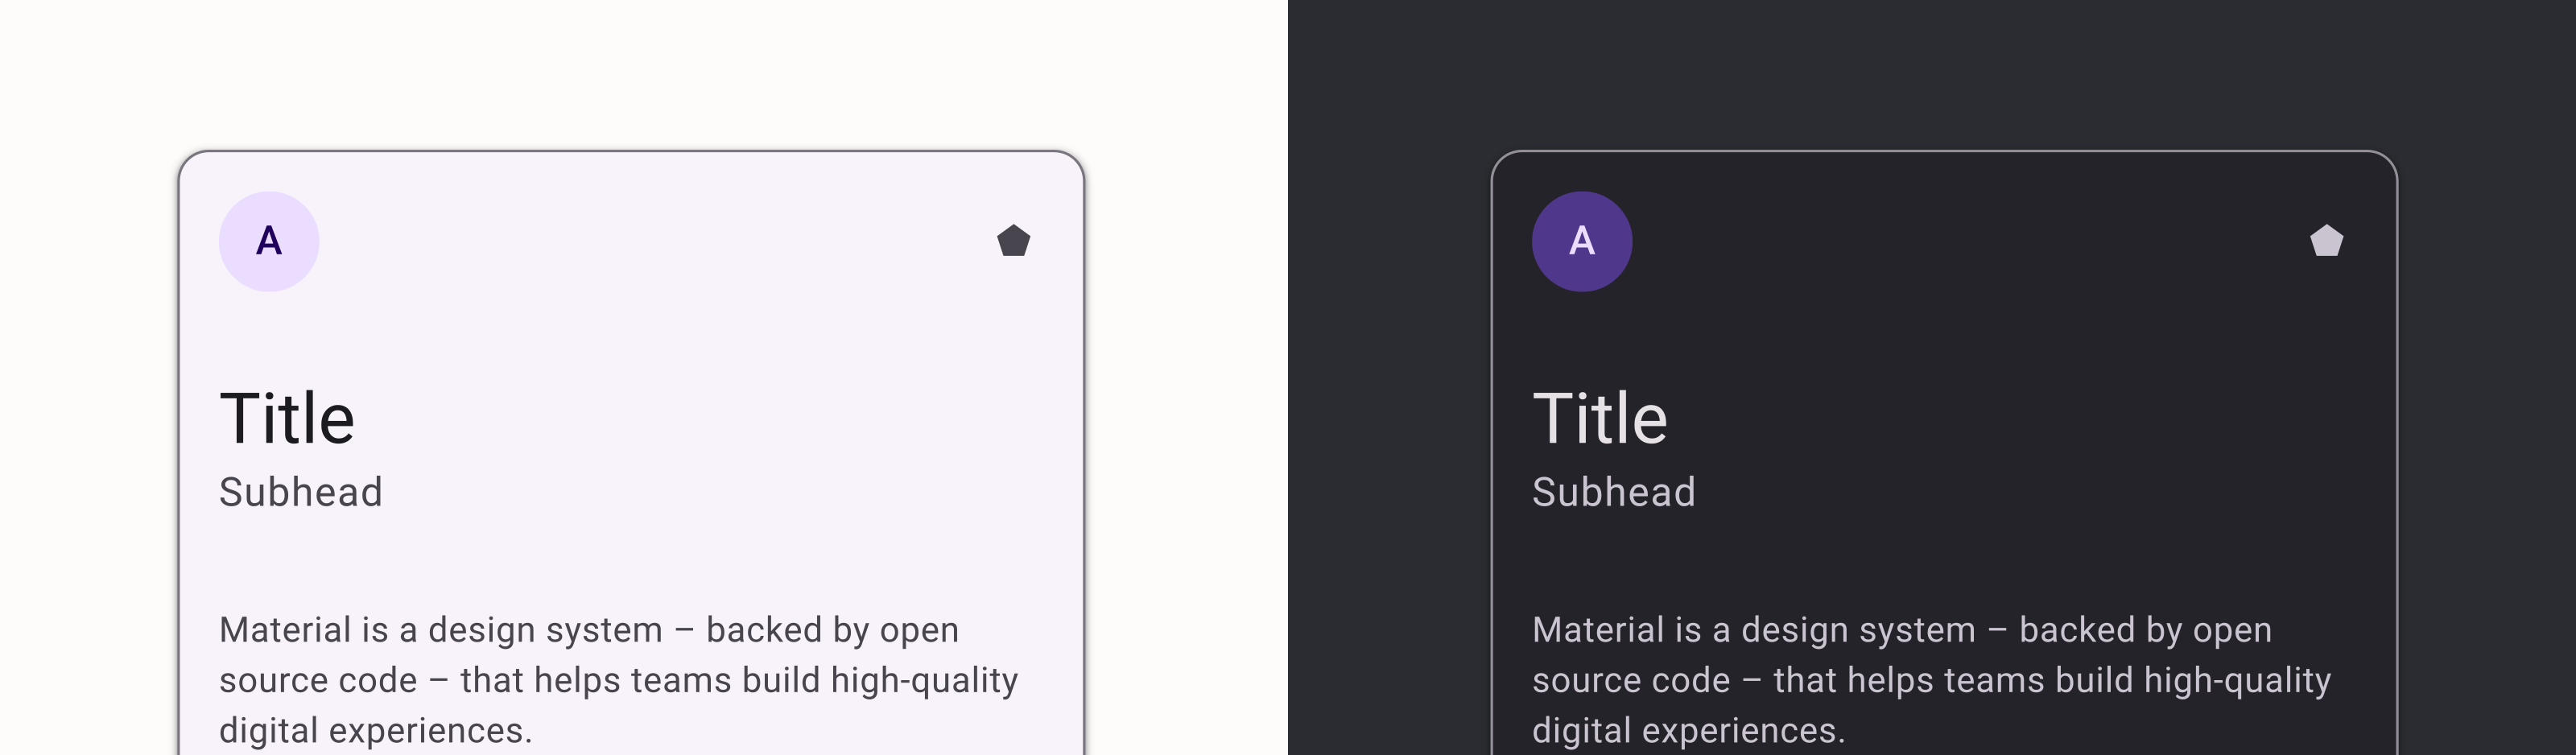 A
Title
Subhead
Material is a design system – backed by open
source code – that helps teams build high-quality
digital experiences.
A
Title
Subhead
Material is a design system – backed by open
source code – that helps teams build high-quality
digital experiences.